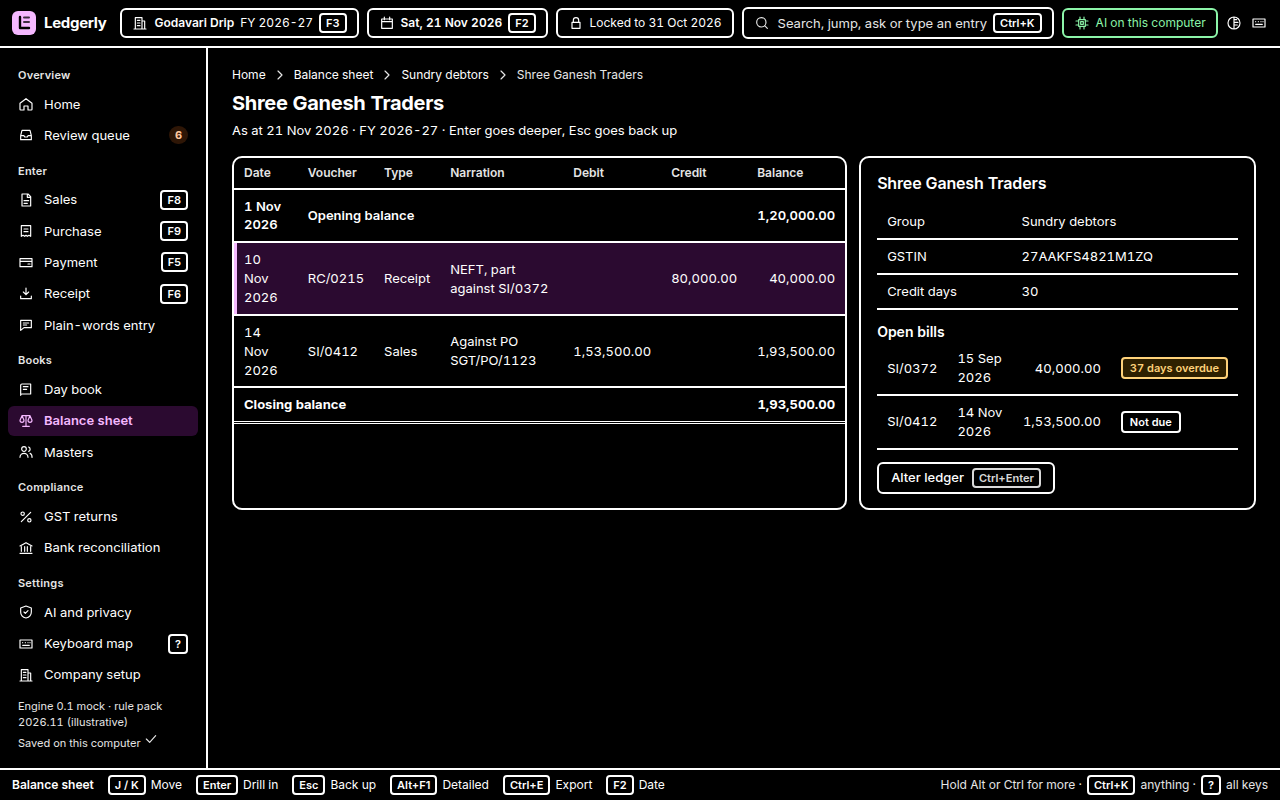 Ledgerly
Godavari Drip FY 2026-27 F3
Sat, 21 Nov 2026 F2
Locked to 31 Oct 2026
Search, jump, ask or type an entry Ctrl+K
AI on this computer
Overview
Home
Review queue 6
Enter
Sales F8
Purchase F9
Payment F5
Receipt F6
Plain-words entry
Books
Day book
Balance sheet
Masters
Compliance
GST returns
Bank reconciliation
Settings
AI and privacy
Keyboard map ?
Company setup
Engine 0.1 mock · rule pack
2026.11 (illustrative)
Saved on this computer
Home Balance sheet Sundry debtors Shree Ganesh Traders
Shree Ganesh Traders
As at 21 Nov 2026 · FY 2026-27 · Enter goes deeper, Esc goes back up
Date Voucher Type Narration Debit Credit Balance
1 Nov
2026 Opening balance 1,20,000.00
10
Nov
2026 RC/0215 Receipt NEFT, part
against SI/0372 80,000.00 40,000.00
14
Nov
2026 SI/0412 Sales Against PO
SGT/PO/1123 1,53,500.00 1,93,500.00
Closing balance 1,93,500.00
Shree Ganesh Traders
Group Sundry debtors
GSTIN 27AAKFS4821M1ZQ
Credit days 30
Open bills
SI/0372 15 Sep
2026 40,000.00 37 days overdue
SI/0412 14 Nov
2026 1,53,500.00 Not due
Alter ledger Ctrl+Enter
Balance sheet J / K Move Enter Drill in Esc Back up Alt+F1 Detailed Ctrl+E Export F2 Date
Hold Alt or Ctrl for more · Ctrl+K anything · ? all keys